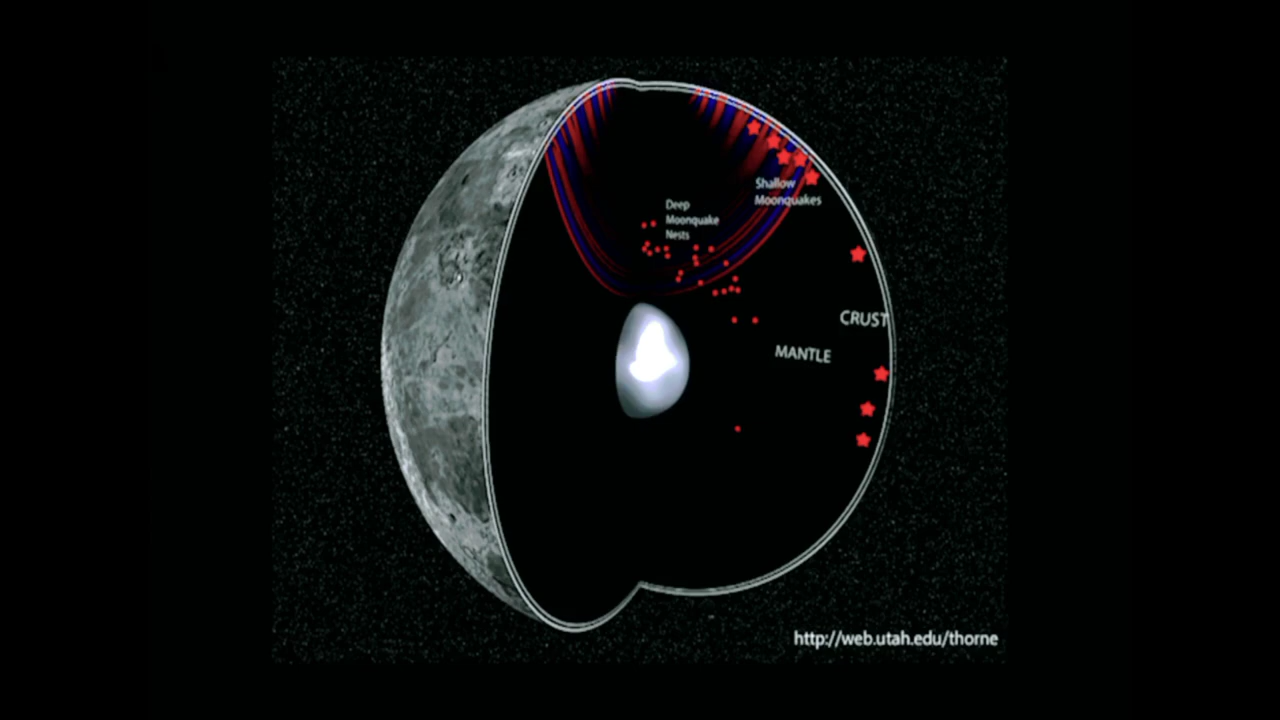 Shallow
Moonquakes
Deep
Moonquake
Nests
CRUST
MANTLE
http://web.utah.edu/thorne